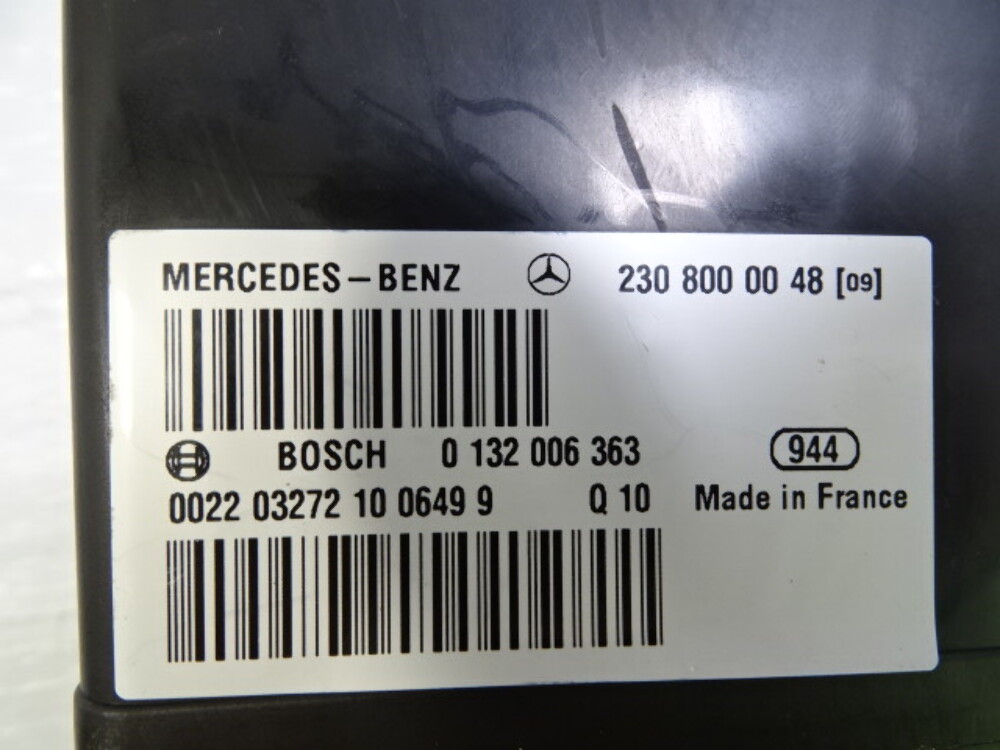 MERCEDES-BENZ 230 800 00 48 [09]
BOSCH 0 132 006 363 944
0022 03272 10 0649 9 Q 10 Made in France